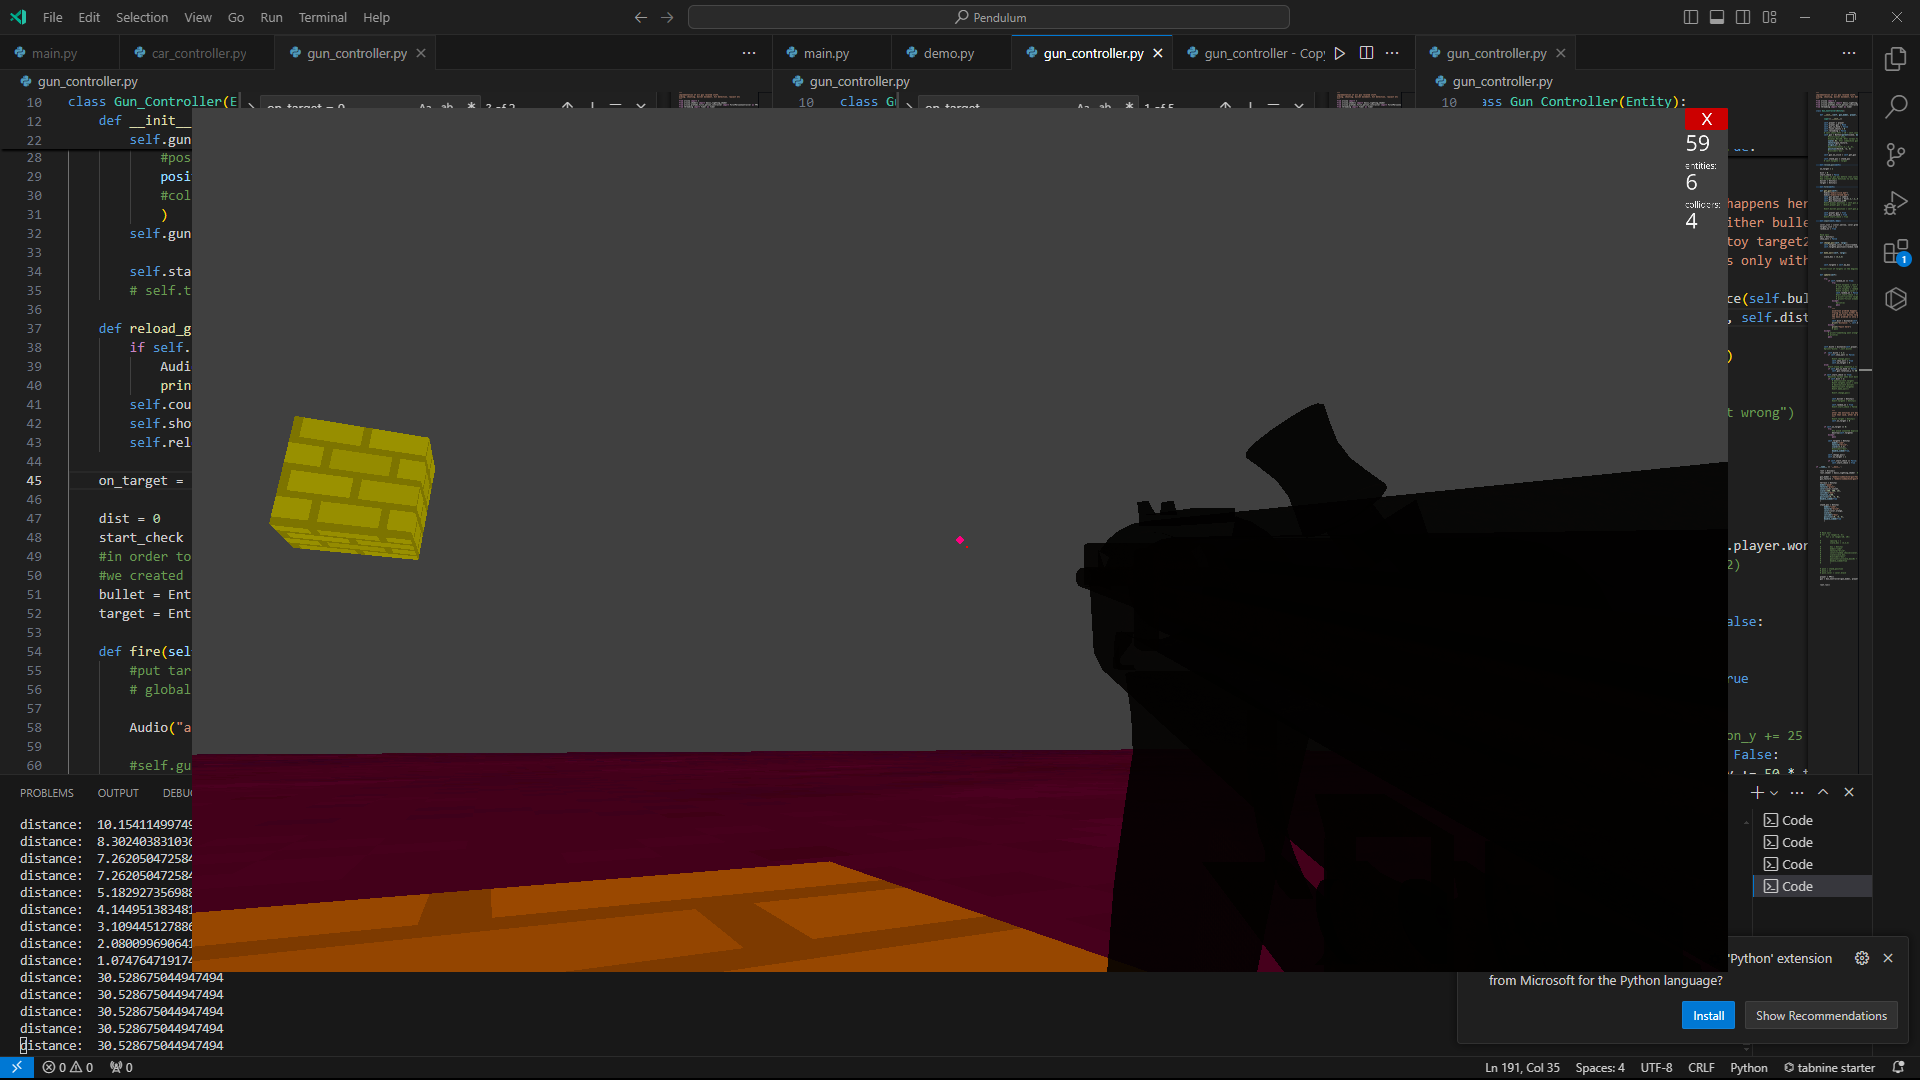 File Edit Selection View Go Run Terminal Help
Pendulum
main.py car_controller.py gun_controller.py main.py demo.py gun_controller.py gun_controller - Copy gun_controller.py
gun_controller.py gun_controller.py gun_controller.py
10 class Gun_Controller(E
12 def __init__
22 self.gun
28 #pos
29 posi
30 #col
31 )
32 self.gun
33
34 self.sta
35 # self.t
36
37 def reload_g
38 if self.
39 Audi
40 prin
41 self.cou
42 self.sho
43 self.rel
44
45 on_target =
46
47 dist = 0
48 start_check
49 #in order to
50 #we created
51 bullet = Ent
52 target = Ent
53
54 def fire(sel
55 #put tar
56 # global
57
58 Audio("a
59
60 #self.gu
10 class G
10 ass Gun_Controller(Entity):
X
59
entities:
6
colliders:
4
happens her
ither bulle
toy target2
s only with
ce(self.bul
, self.dist
)
t wrong")
.player.wor
2)
alse:
rue
on_y += 25
False:
PROBLEMS OUTPUT DEBU
distance: 10.15411499749
distance: 8.30240383103
distance: 7.26205047258
distance: 7.26205047258
distance: 5.18292735698
distance: 4.14495138348
distance: 3.10944512788
distance: 2.08009969064
distance: 1.07476471917
distance: 30.528675044947494
distance: 30.528675044947494
distance: 30.528675044947494
distance: 30.528675044947494
distance: 30.528675044947494
Code
Code
Code
Code
'Python' extension
from Microsoft for the Python language?
Install Show Recommendations
0 0 0
Ln 191, Col 35 Spaces: 4 UTF-8 CRLF Python tabnine starter